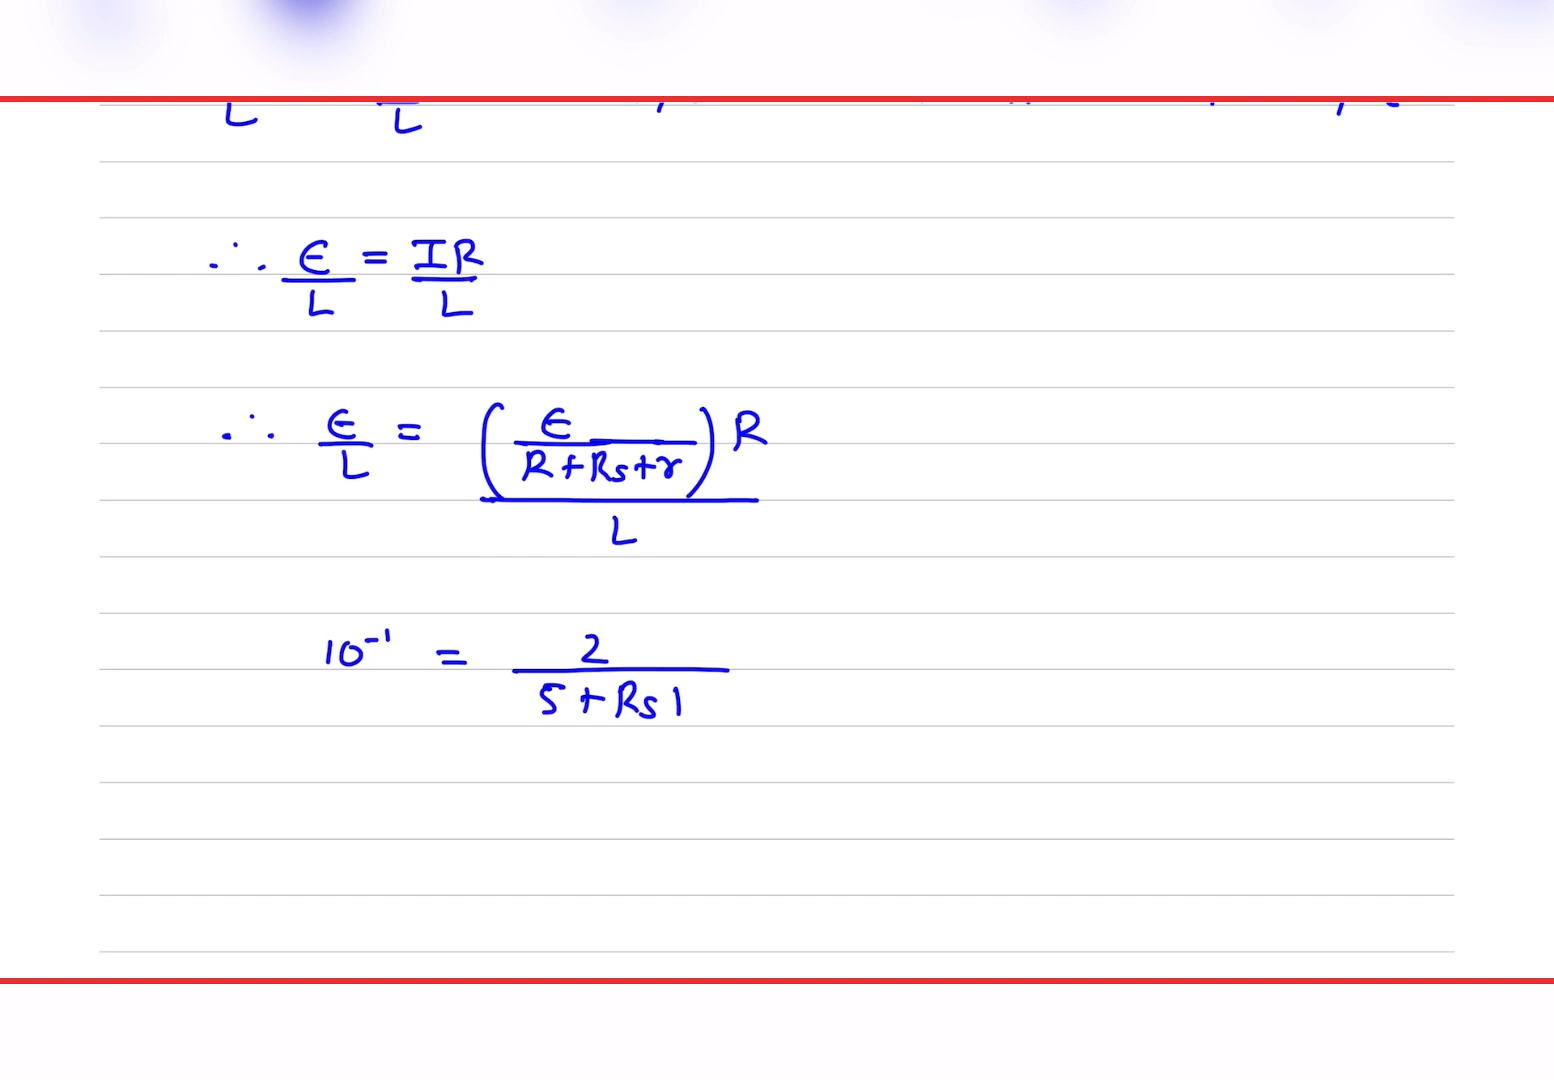 L L
∴ ϵ/L = IR/L
∴ ϵ/L = (ϵ/(R+Rs+r))R/L
10⁻¹ = 2/(5+Rs1)